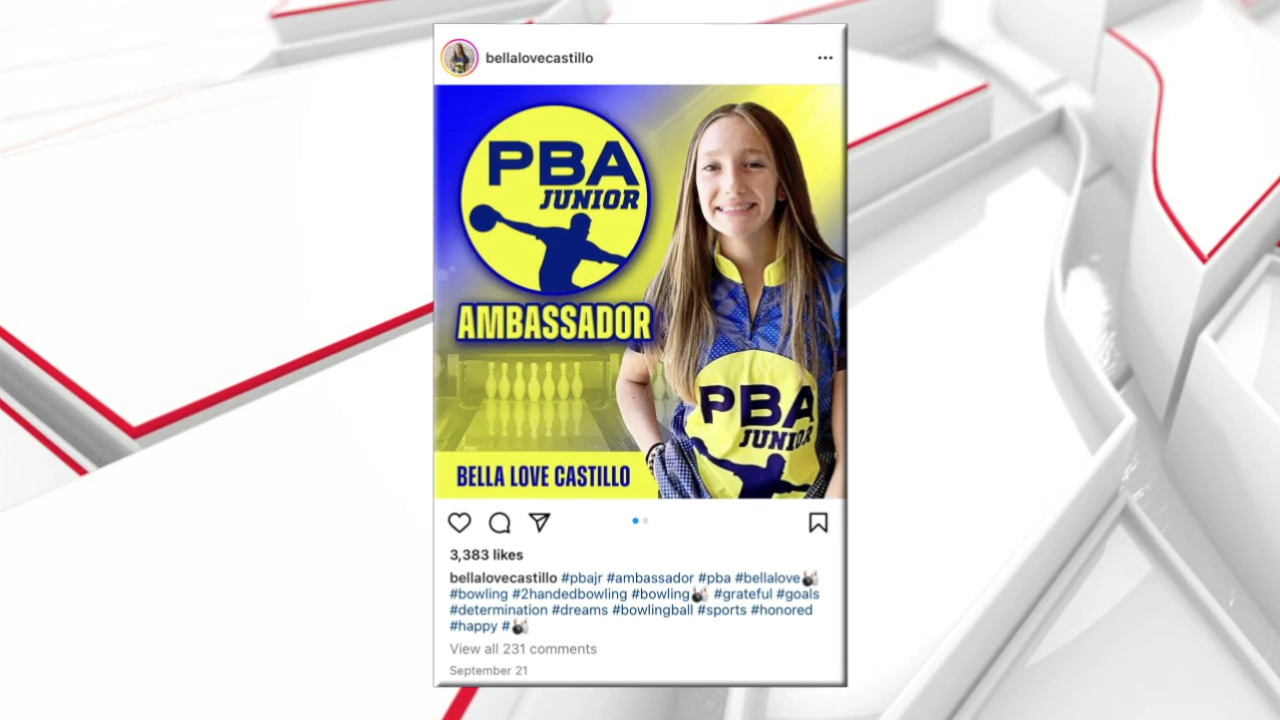 bellalovecastillo
PBA
JUNIOR
AMBASSADOR
PBA
JUNIOR
BELLA LOVE CASTILLO
3,383 likes
bellalovecastillo #pbajr #ambassador #pba #bellalove🎳
#bowling #2handedbowling #bowling🎳 #grateful #goals
#determination #dreams #bowlingball #sports #honored
#happy #🎳
View all 231 comments
September 21